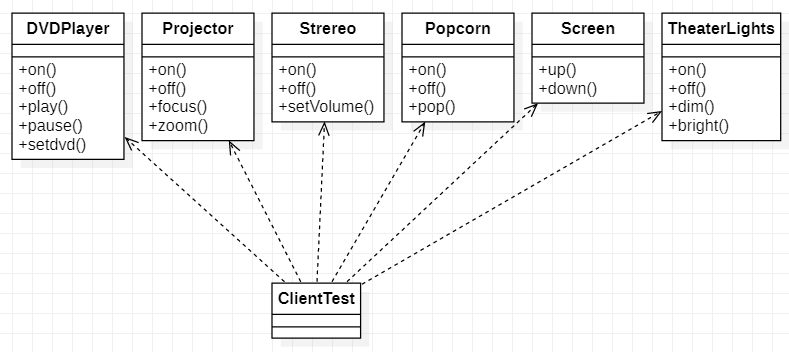 DVDPlayer
+on()
+off()
+play()
+pause()
+setdvd()
Projector
+on()
+off()
+focus()
+zoom()
Strereo
+on()
+off()
+setVolume()
Popcorn
+on()
+off()
+pop()
Screen
+up()
+down()
TheaterLights
+on()
+off()
+dim()
+bright()
ClientTest